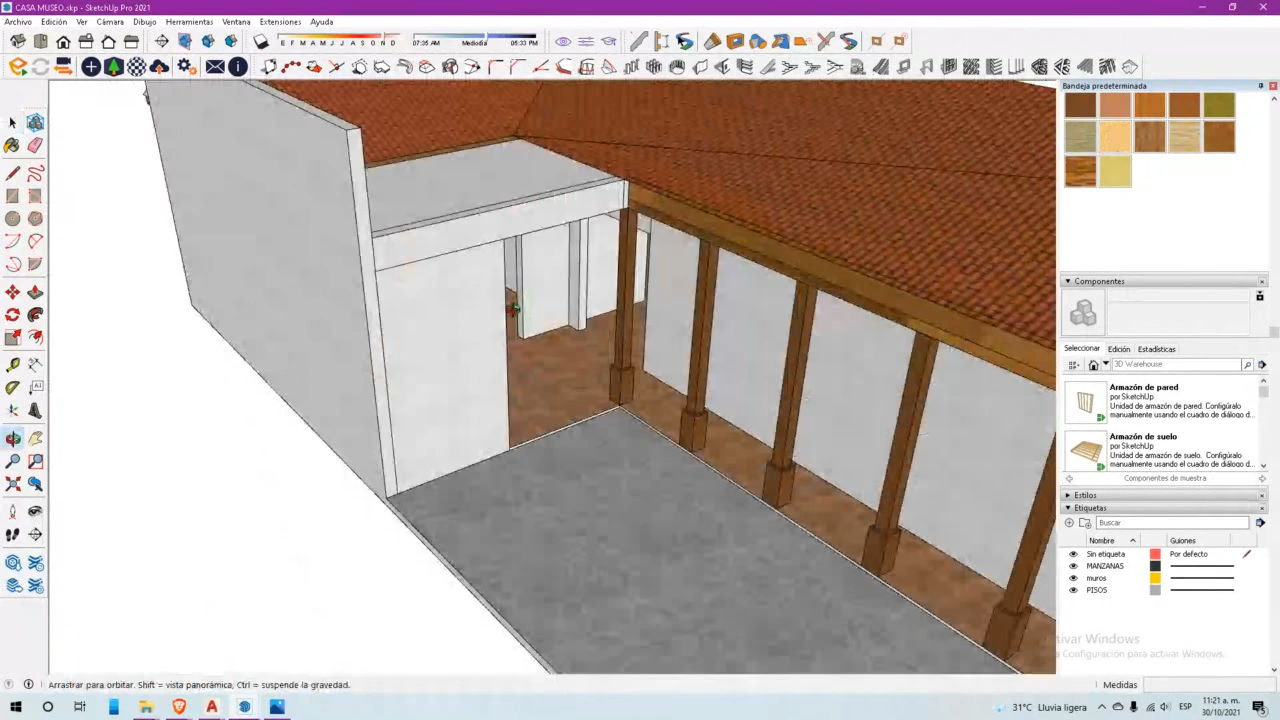 CASA MUSEO.skp - SketchUp Pro 2021
Archivo Edición Ver Cámara Dibujo Herramientas Ventana Extensiones Ayuda
E F M A M J J A S O N D
07:35 AM Mediodía 05:33 PM
Bandeja predeterminada
Componentes
Seleccionar Edición Estadísticas
3D Warehouse
Armazón de pared
por SketchUp
Unidad de armazón de pared. Configúralo
manualmente usando el cuadro de diálogo d...
Armazón de suelo
por SketchUp
Unidad de armazón de suelo. Configúralo
manualmente usando el cuadro de diálogo d...
Componentes de muestra
Estilos
Etiquetas
Buscar
Nombre Guiones
Sin etiqueta Por defecto
MANZANAS
muros
PISOS
tivar Windows
a Configuración para activar Windows.
Arrastrar para orbitar. Shift = vista panorámica, Ctrl = suspende la gravedad.
Medidas
31°C Lluvia ligera
ESP
11:21 a. m.
30/10/2021